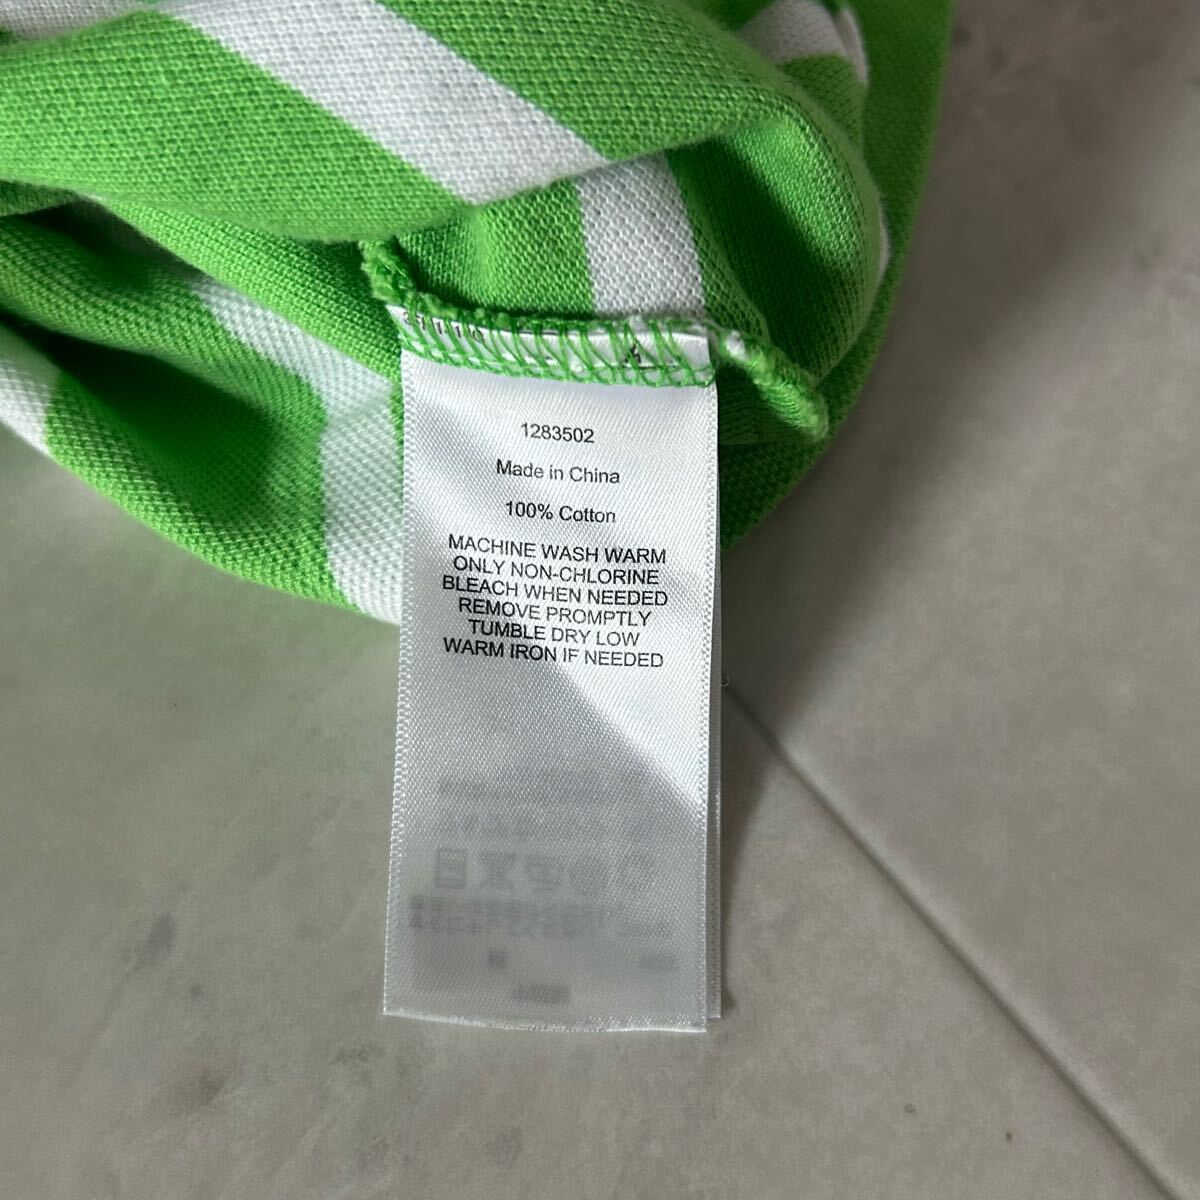 1283502
Made in China
100% Cotton
MACHINE WASH WARM
ONLY NON-CHLORINE
BLEACH WHEN NEEDED
REMOVE PROMPTLY
TUMBLE DRY LOW
WARM IRON IF NEEDED